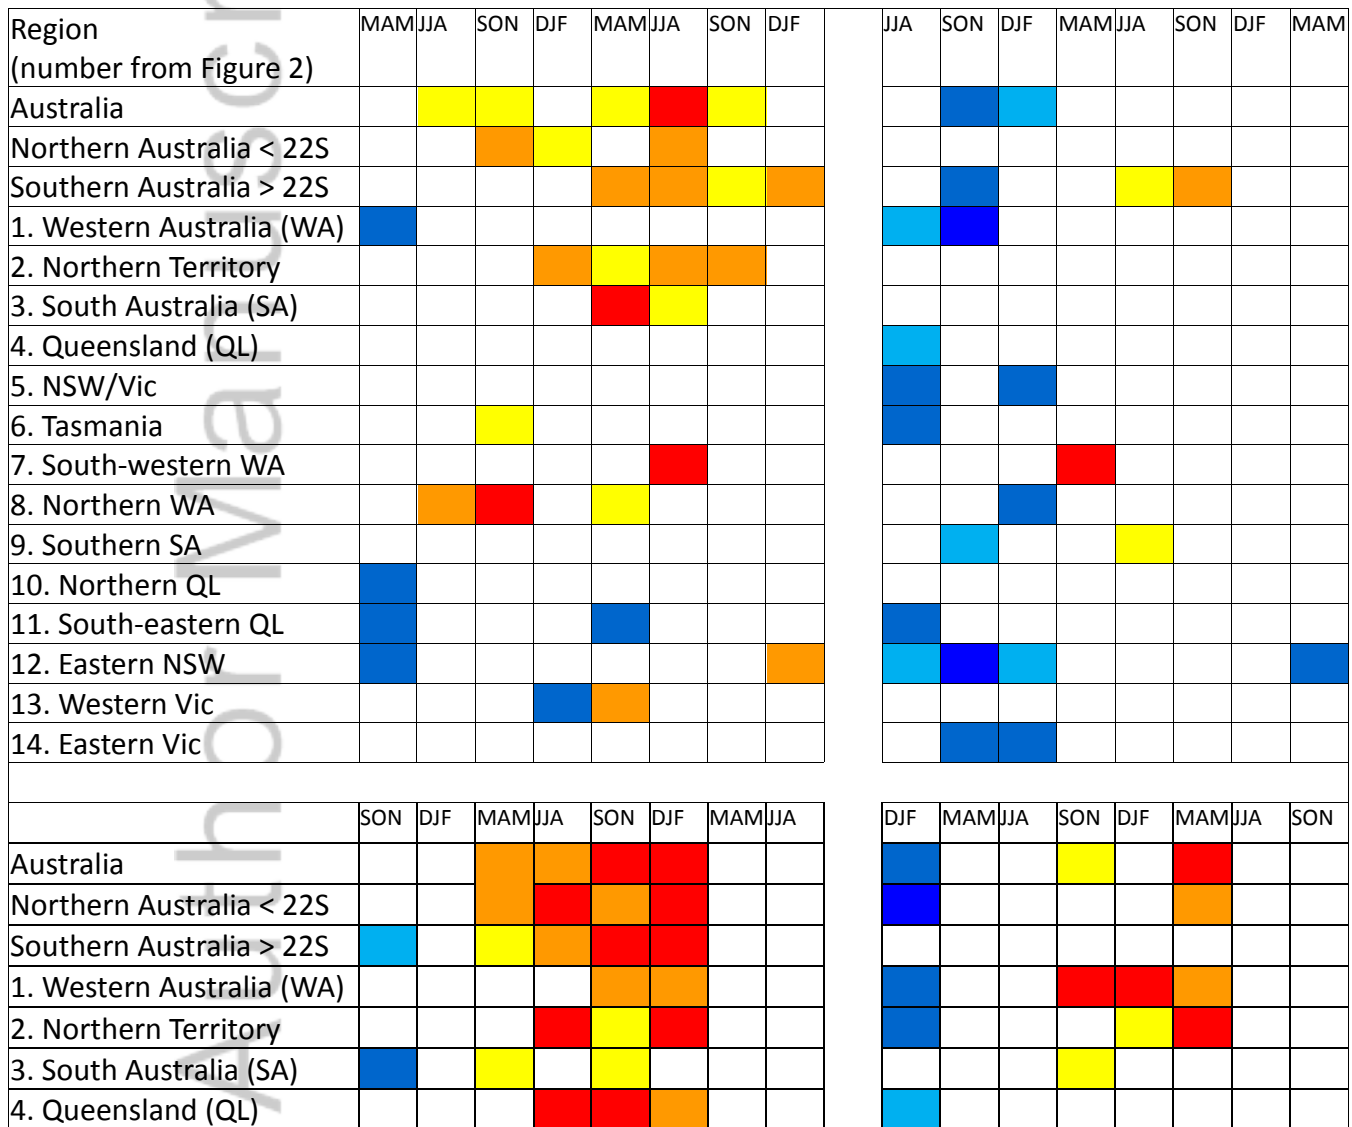 Region MAM JJA SON DJF MAM JJA SON DJF JJA SON DJF MAM JJA SON DJF MAM
(number from Figure 2)
Australia
Northern Australia < 22S
Southern Australia > 22S
1. Western Australia (WA)
2. Northern Territory
3. South Australia (SA)
4. Queensland (QL)
5. NSW/Vic
6. Tasmania
7. South-western WA
8. Northern WA
9. Southern SA
10. Northern QL
11. South-eastern QL
12. Eastern NSW
13. Western Vic
14. Eastern Vic
SON DJF MAM JJA SON DJF MAM JJA DJF MAM JJA SON DJF MAM JJA SON
Australia
Northern Australia < 22S
Southern Australia > 22S
1. Western Australia (WA)
2. Northern Territory
3. South Australia (SA)
4. Queensland (QL)
Author Manuscr